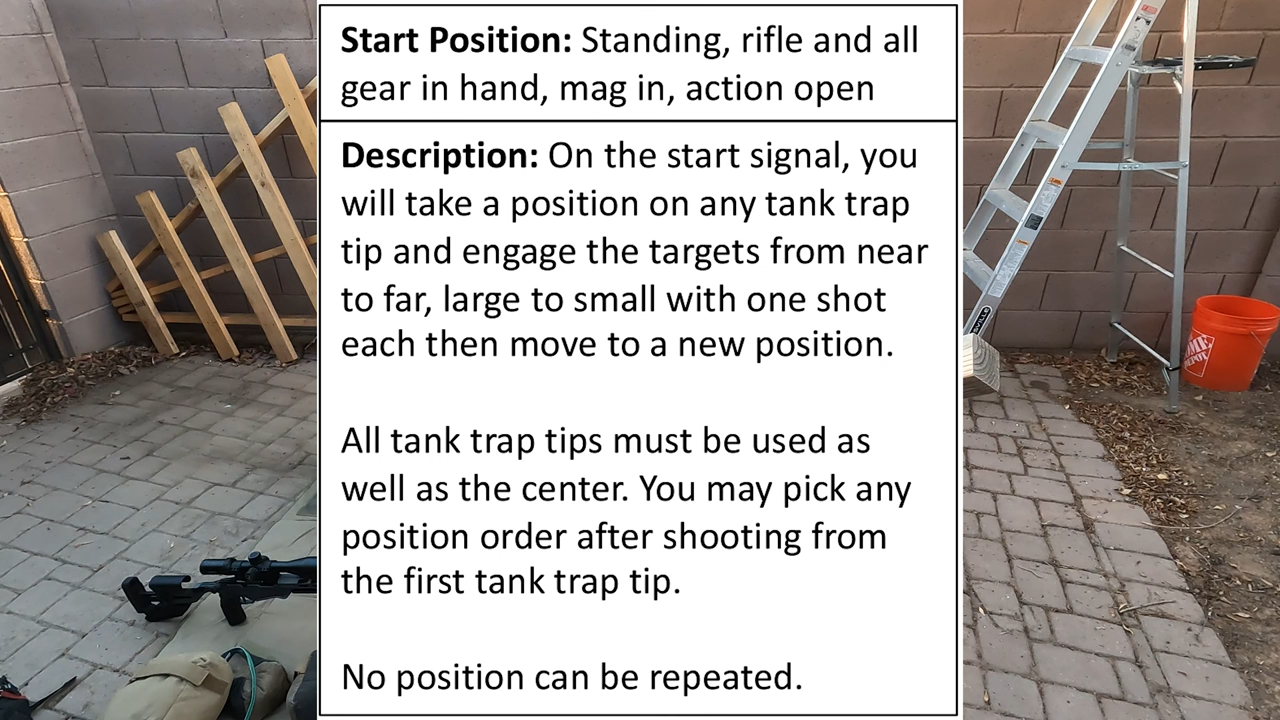 Start Position: Standing, rifle and all
gear in hand, mag in, action open
Description: On the start signal, you
will take a position on any tank trap
tip and engage the targets from near
to far, large to small with one shot
each then move to a new position.
All tank trap tips must be used as
well as the center. You may pick any
position order after shooting from
the first tank trap tip.
No position can be repeated.